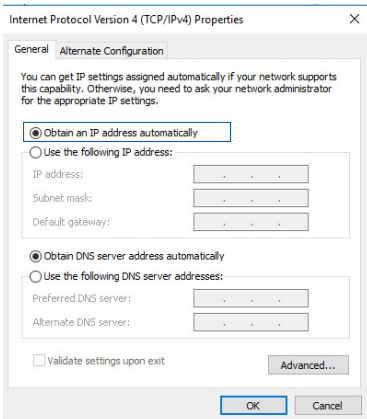 Internet Protocol Version 4 (TCP/IPv4) Properties
General
Alternate Configuration
You can get IP settings assigned automatically if your network supports
this capability. Otherwise, you need to ask your network administrator
for the appropriate IP settings.
Obtain an IP address automatically
Use the following IP address:
IP address:
Subnet mask:
Default gateway:
Obtain DNS server address automatically
Use the following DNS server addresses:
Preferred DNS server:
Alternate DNS server:
Validate settings upon exit
Advanced...
OK
Cancel